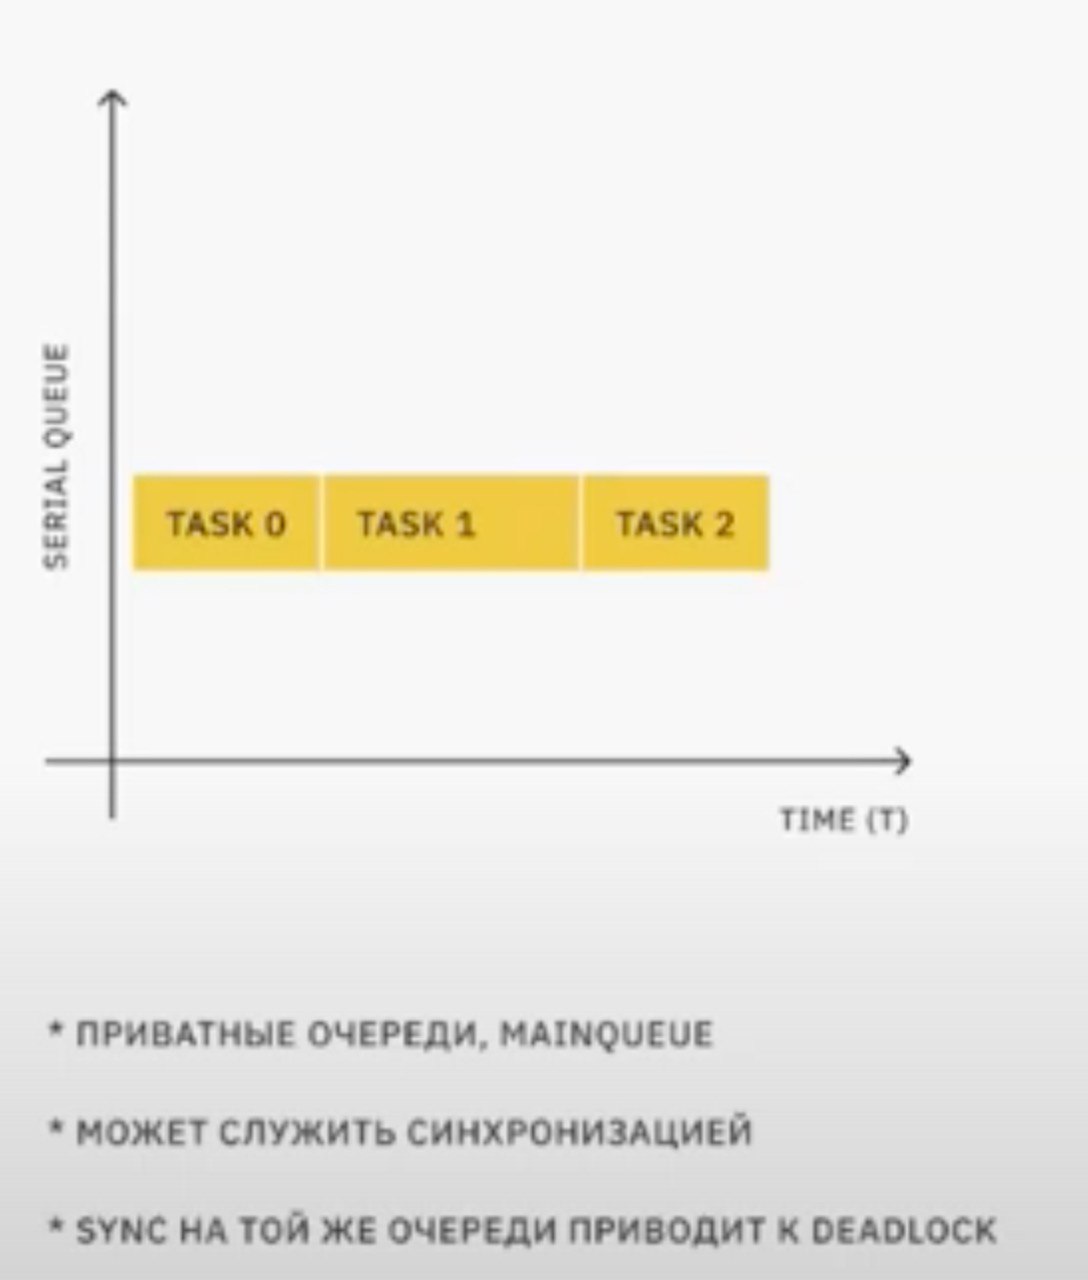 SERIAL QUEUE
TASK 0 TASK 1 TASK 2
TIME (T)
* ПРИВАТНЫЕ ОЧЕРЕДИ, MAINQUEUE
* МОЖЕТ СЛУЖИТЬ СИНХРОНИЗАЦИЕЙ
* SYNC НА ТОЙ ЖЕ ОЧЕРЕДИ ПРИВОДИТ К DEADLOCK